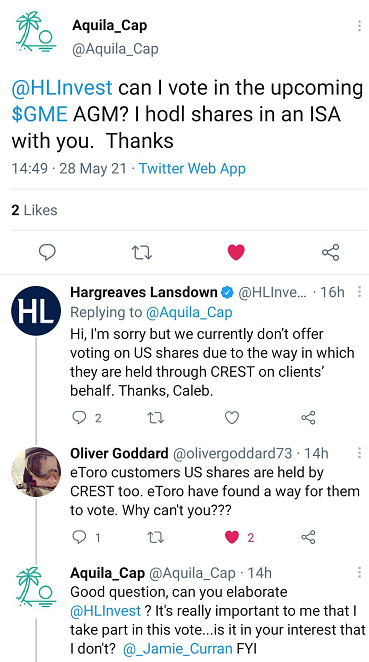 Aquila_Cap
@Aquila_Cap
@HLInvest can I vote in the upcoming
$GME AGM? I hodl shares in an ISA
with you.  Thanks
14:49 · 28 May 21 · Twitter Web App
2 Likes
HL
Hargreaves Lansdown @HLInve... · 16h
Replying to @Aquila_Cap
Hi, I'm sorry but we currently don't offer
voting on US shares due to the way in which
they are held through CREST on clients'
behalf. Thanks, Caleb.
2
Oliver Goddard @olivergoddard73 · 14h
eToro customers US shares are held by
CREST too. eToro have found a way for them
to vote. Why can't you???
1 2
Aquila_Cap @Aquila_Cap · 14h
Good question, can you elaborate
@HLInvest ? It's really important to me that I
take part in this vote...is it in your interest that
I don't?  @_Jamie_Curran FYI